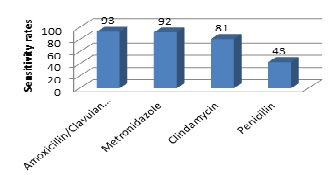 Sensitivity rates
100
80
60
40
20
0
93
92
81
43
Amoxicillin/Clavulan...
Metronidazole
Clindamycin
Penicillin